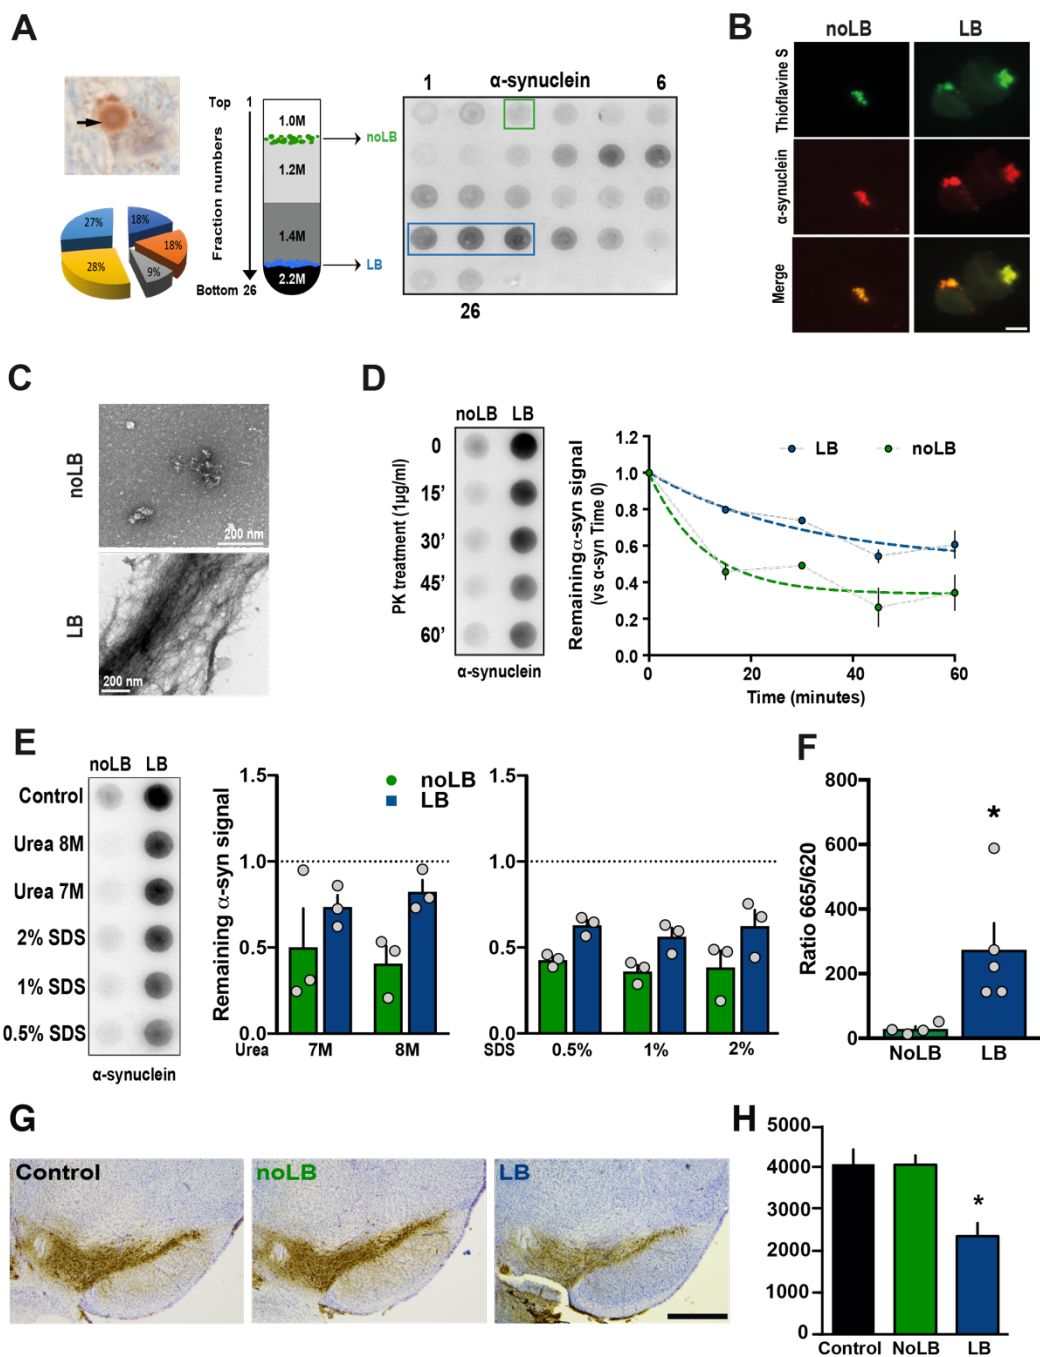 A
1 α-synuclein 6
Top 1
1.0M
noLB
27%
18%
18%
9%
28%
Fraction numbers
1.2M
1.4M
LB
2.2M
Bottom 26
26
B
noLB LB
Thioflavine S
α-synuclein
Merge
C
noLB
200 nm
LB
200 nm
D
noLB LB
PK treatment (1µg/ml)
0
15'
30'
45'
60'
α-synuclein
Remaining α-syn signal
(vs α-syn Time 0)
1.2
1.0
0.8
0.6
0.4
0.2
0.0
LB noLB
0 20 40 60
Time (minutes)
E
noLB LB
Control
Urea 8M
Urea 7M
2% SDS
1% SDS
0.5% SDS
α-synuclein
Remaining α-syn signal
1.5
1.0
0.5
0.0
noLB
LB
Urea 7M 8M
1.5
1.0
0.5
0.0
SDS 0.5% 1% 2%
F
Ratio 665/620
800
600
400
200
0
*
NoLB LB
G
Control
noLB
LB
H
5000
4000
3000
2000
1000
0
*
Control NoLB LB